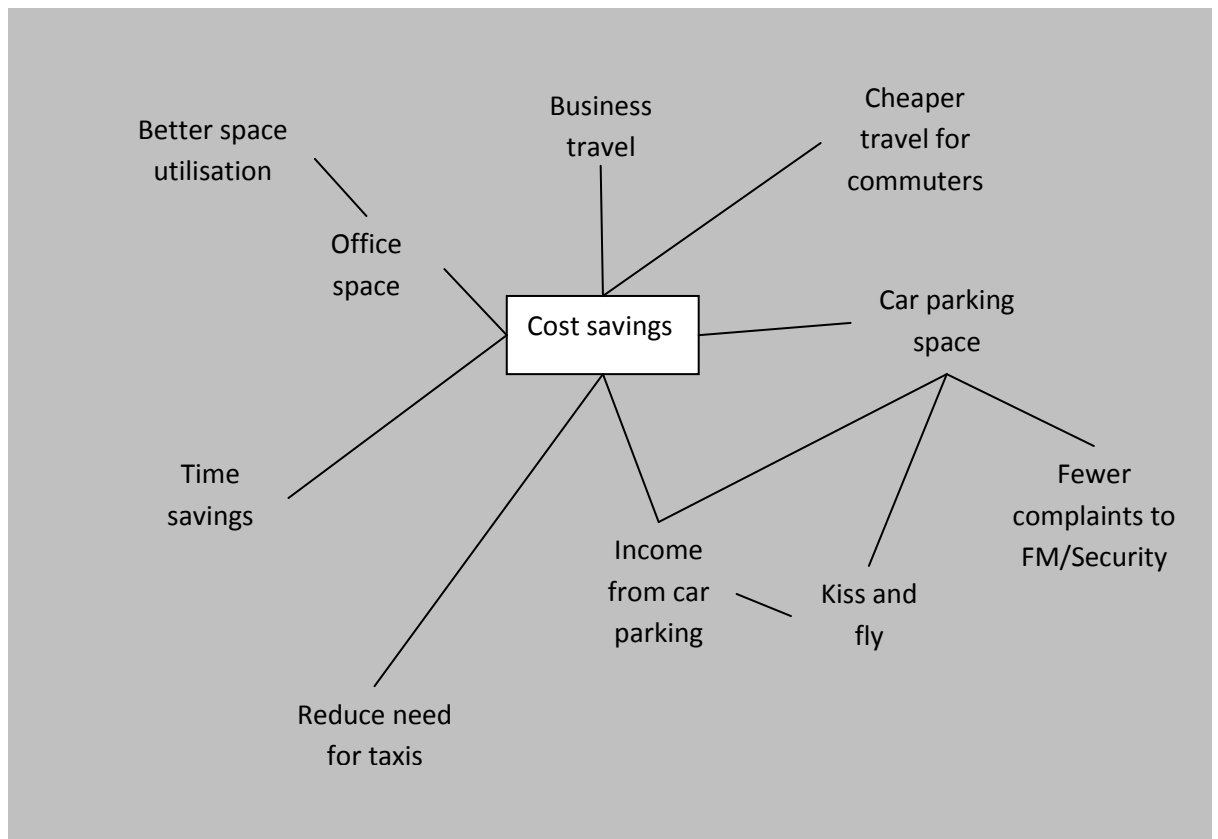 Business
travel
Cheaper
travel for
commuters
Better space
utilisation
Office
space
Cost savings
Car parking
space
Time
savings
Fewer
complaints to
FM/Security
Income
from car
parking
Kiss and
fly
Reduce need
for taxis